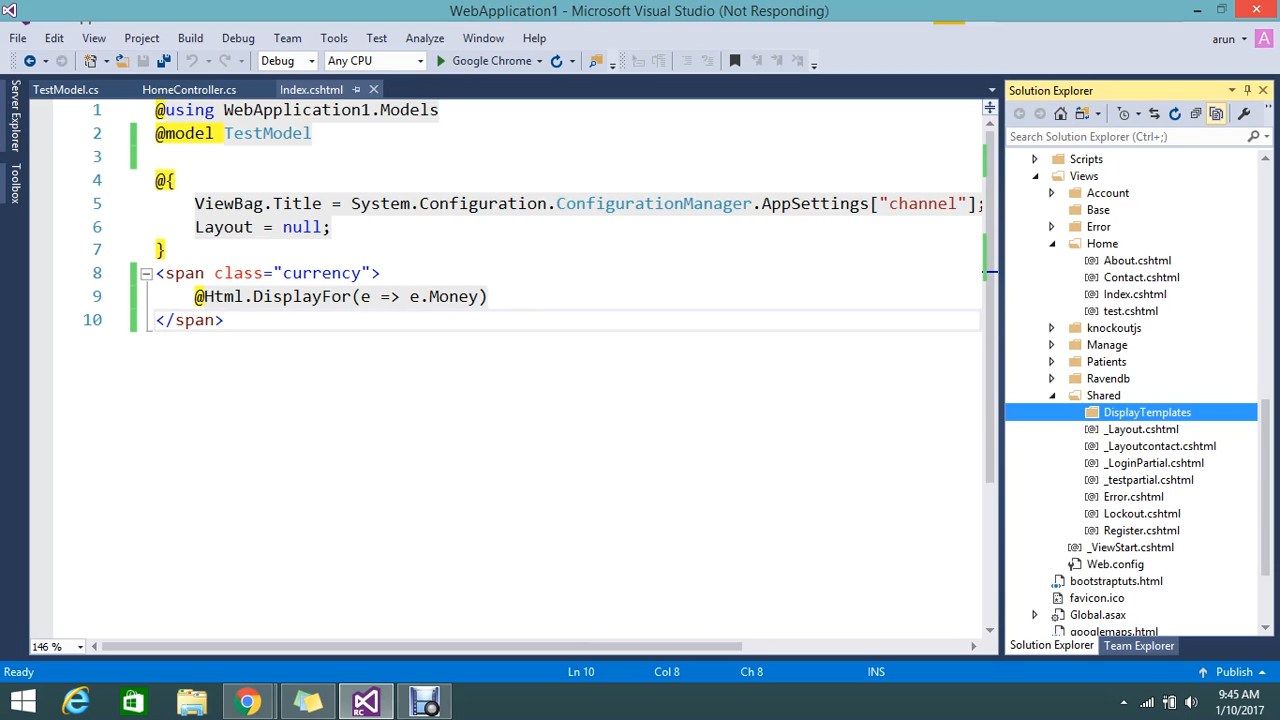 WebApplication1 - Microsoft Visual Studio (Not Responding)
File Edit View Project Build Debug Team Tools Test Analyze Window Help
arun A
Debug Any CPU Google Chrome
TestModel.cs HomeController.cs Index.cshtml
Server Explorer
Toolbox
1 @using WebApplication1.Models
2 @model TestModel
3
4 @{
5 ViewBag.Title = System.Configuration.ConfigurationManager.AppSettings["channel"];
6 Layout = null;
7 }
8 <span class="currency">
9 @Html.DisplayFor(e => e.Money)
10 </span>
146 %
Solution Explorer
Search Solution Explorer (Ctrl+;)
Scripts
Views
Account
Base
Error
Home
[@] About.cshtml
[@] Contact.cshtml
[@] Index.cshtml
[@] test.cshtml
knockoutjs
Manage
Patients
Ravendb
Shared
DisplayTemplates
[@] _Layout.cshtml
[@] _Layoutcontact.cshtml
[@] _LoginPartial.cshtml
[@] _testpartial.cshtml
[@] Error.cshtml
[@] Lockout.cshtml
[@] Register.cshtml
[@] _ViewStart.cshtml
Web.config
bootstraptuts.html
favicon.ico
Global.asax
googlemaps.html
Solution Explorer Team Explorer
Ready Ln 10 Col 8 Ch 8 INS Publish
RC
9:45 AM
1/10/2017